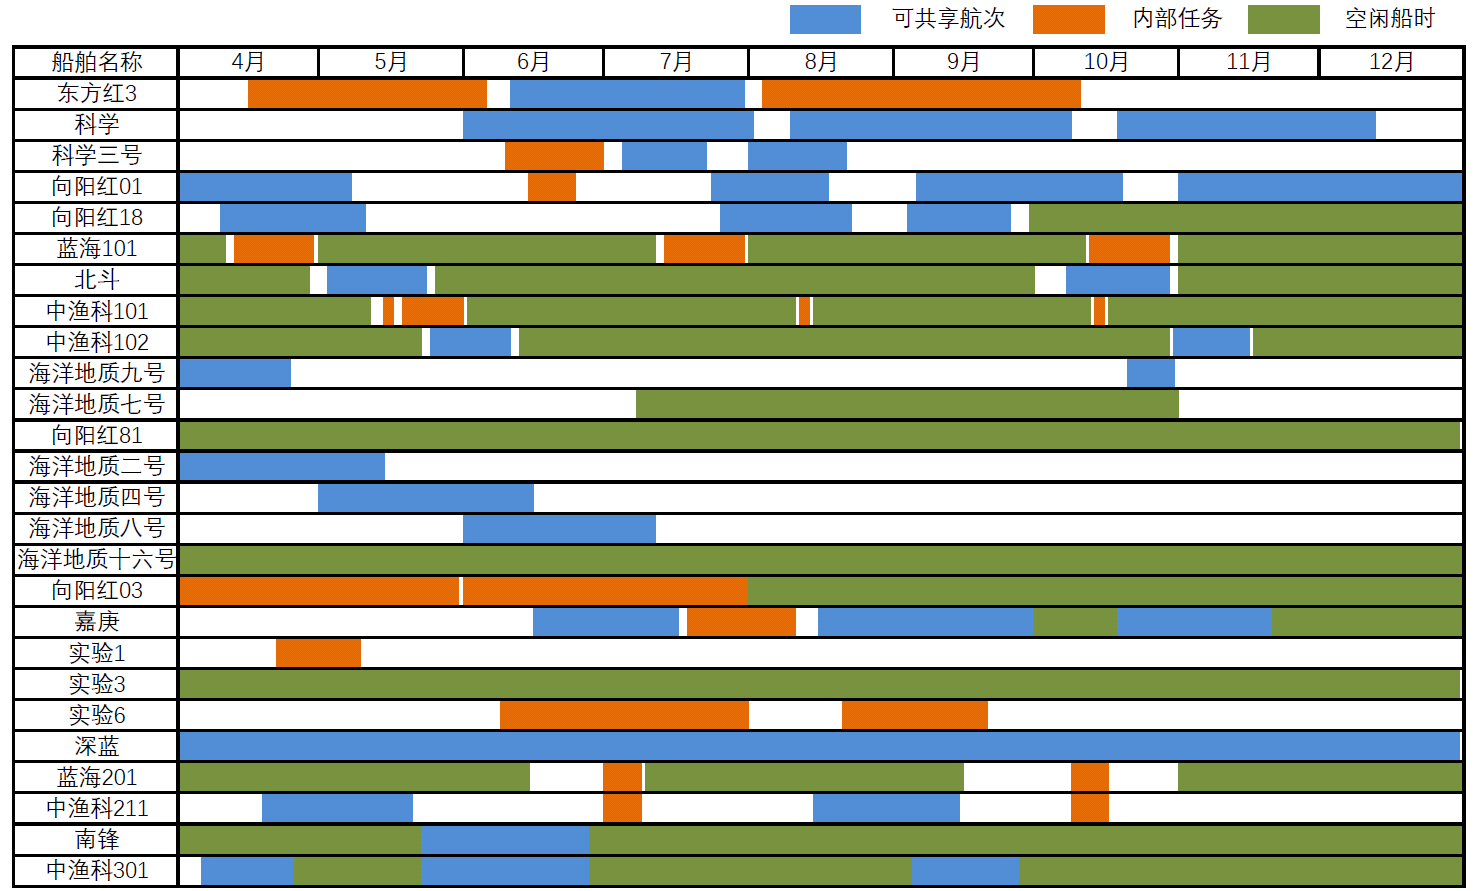 可共享航次 内部任务 空闲船时
船舶名称 4月 5月 6月 7月 8月 9月 10月 11月 12月
东方红3
科学
科学三号
向阳红01
向阳红18
蓝海101
北斗
中渔科101
中渔科102
海洋地质九号
海洋地质七号
向阳红81
海洋地质二号
海洋地质四号
海洋地质八号
海洋地质十六号
向阳红03
嘉庚
实验1
实验3
实验6
深蓝
蓝海201
中渔科211
南锋
中渔科301